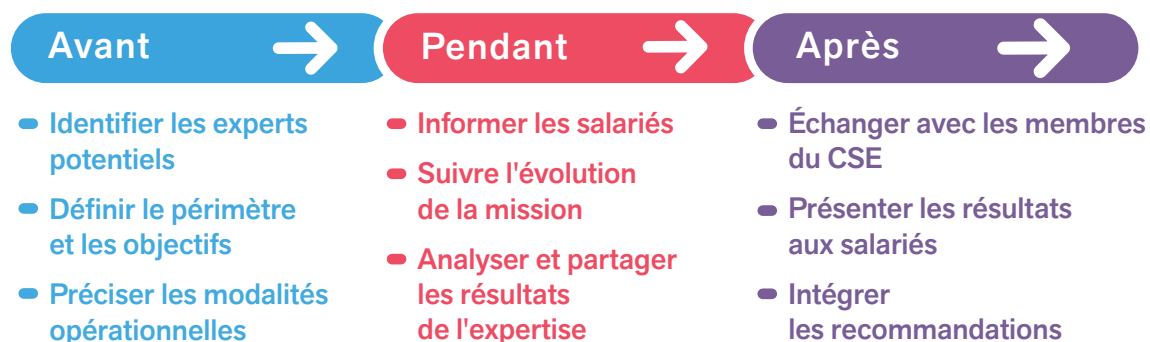 Avant
Identifier les experts
potentiels
Définir le périmètre
et les objectifs
Préciser les modalités
opérationnelles
Pendant
Informer les salariés
Suivre l'évolution
de la mission
Analyser et partager
les résultats
de l'expertise
Après
Échanger avec les membres
du CSE
Présenter les résultats
aux salariés
Intégrer
les recommandations